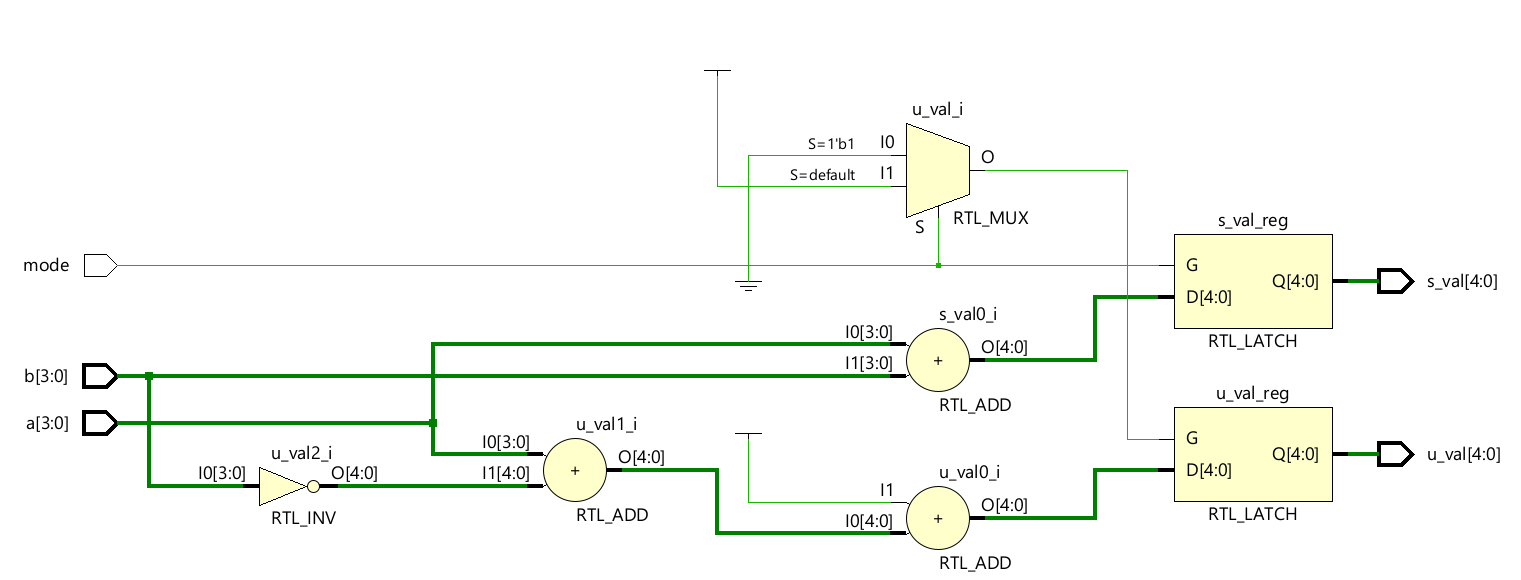 u_val_i
S=1'b1
I0
S=default
I1
O
S
RTL_MUX
mode
s_val_reg
G
D[4:0]
Q[4:0]
s_val[4:0]
RTL_LATCH
s_val0_i
I0[3:0]
I1[3:0]
O[4:0]
+
RTL_ADD
b[3:0]
a[3:0]
u_val2_i
I0[3:0]
O[4:0]
RTL_INV
u_val1_i
I0[3:0]
I1[4:0]
O[4:0]
+
RTL_ADD
u_val0_i
I1
I0[4:0]
O[4:0]
+
RTL_ADD
u_val_reg
G
D[4:0]
Q[4:0]
u_val[4:0]
RTL_LATCH